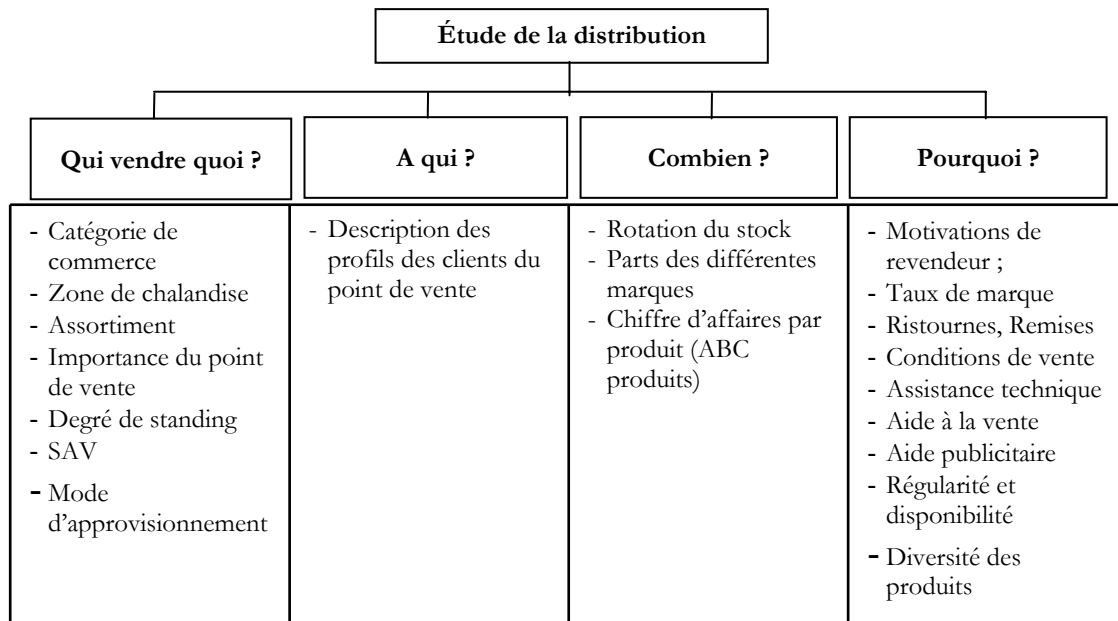 Étude de la distribution
Qui vendre quoi ?
A qui ?
Combien ?
Pourquoi ?
- Catégorie de
commerce
- Zone de chalandise
- Assortiment
- Importance du point
de vente
- Degré de standing
- SAV
- Mode
d'approvisionnement
- Description des
profils des clients du
point de vente
- Rotation du stock
- Parts des différentes
marques
- Chiffre d'affaires par
produit (ABC
produits)
- Motivations de
revendeur ;
- Taux de marque
- Ristournes, Remises
- Conditions de vente
- Assistance technique
- Aide à la vente
- Aide publicitaire
- Régularité et
disponibilité
- Diversité des
produits